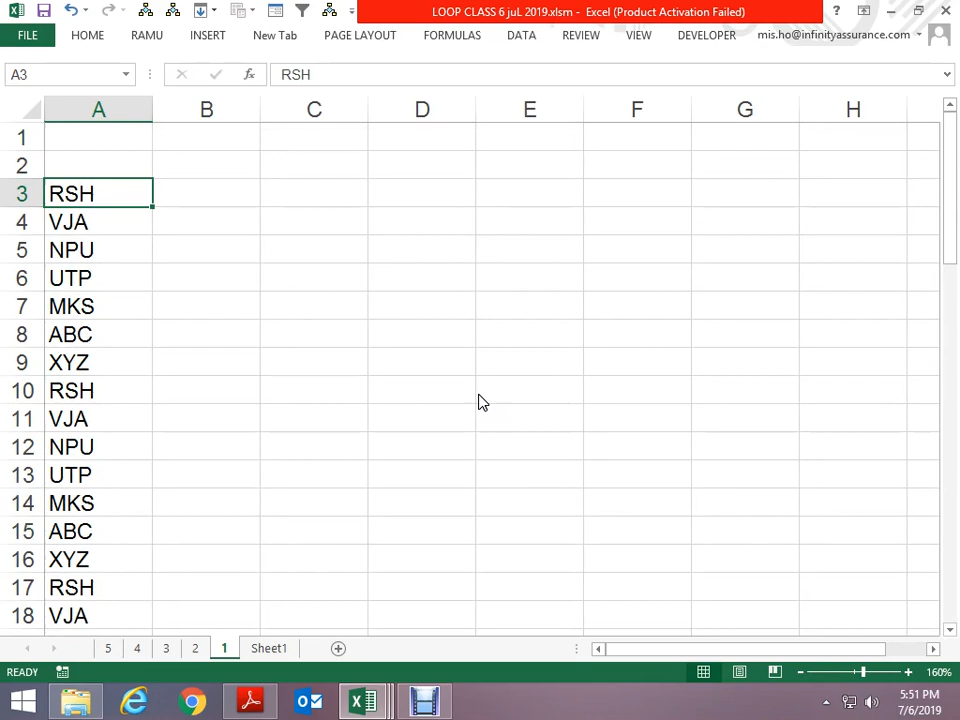 LOOP CLASS 6 juL 2019.xlsm - Excel (Product Activation Failed)
FILE HOME RAMU INSERT New Tab PAGE LAYOUT FORMULAS DATA REVIEW VIEW DEVELOPER mis.ho@infinityassurance.com
A3 fx RSH
A B C D E F G H
1
2
3 RSH
4 VJA
5 NPU
6 UTP
7 MKS
8 ABC
9 XYZ
10 RSH
11 VJA
12 NPU
13 UTP
14 MKS
15 ABC
16 XYZ
17 RSH
18 VJA
5 4 3 2 1 Sheet1
READY 160%
5:51 PM
7/6/2019